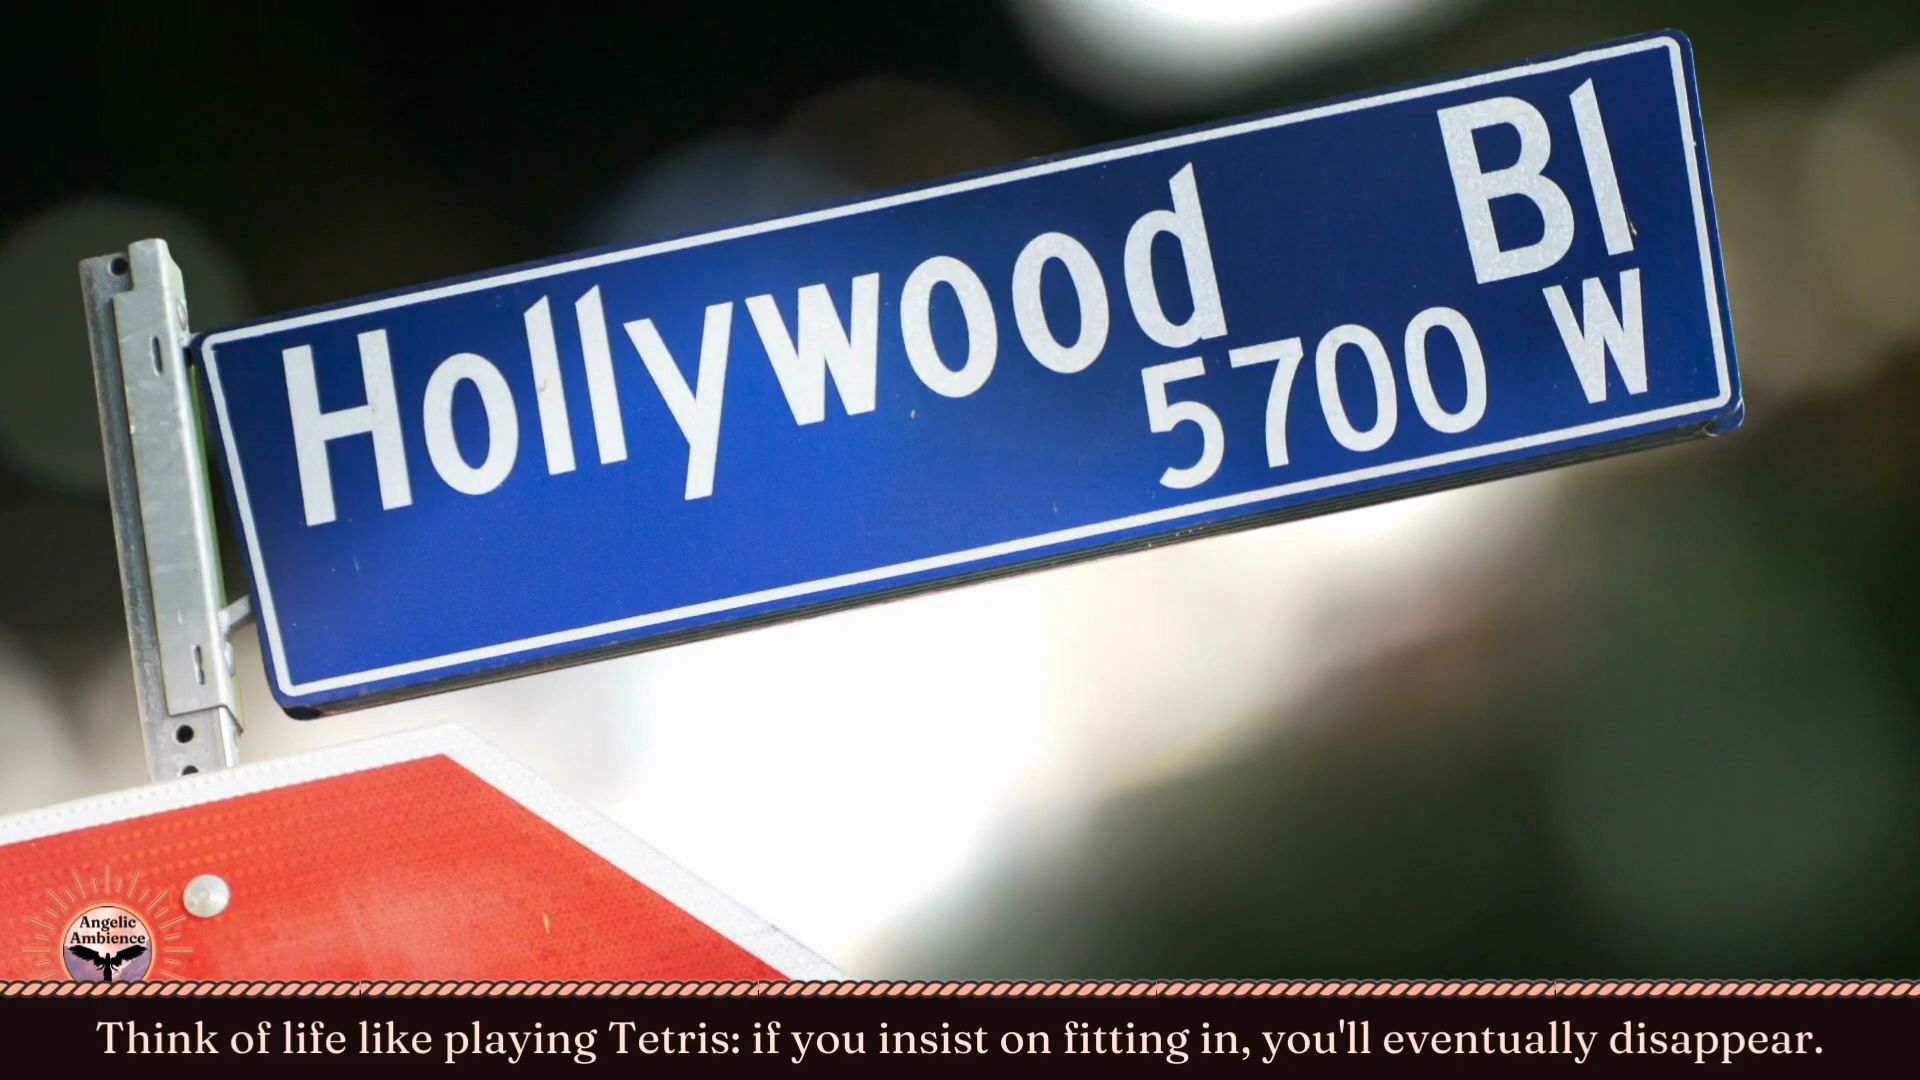 Hollywood Bl
5700 W
Angelic
Ambience
Think of life like playing Tetris: if you insist on fitting in, you'll eventually disappear.